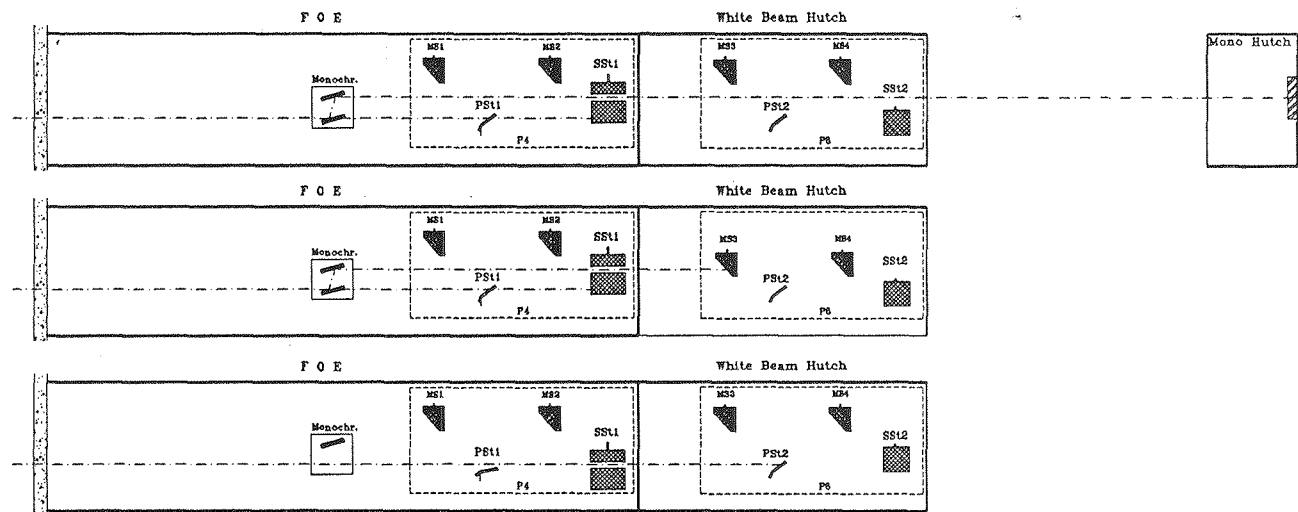 F O E White Beam Hutch
Mono Hutch
MS1 MS2 MS3 MS4
SSt1
Monochr.
SSt2
PSt1 PSt2
P4 P6
F O E White Beam Hutch
MS1 MS2
SSt1
MS3 MS4
Monochr.
SSt2
PSt1 PSt2
P4 P6
F O E White Beam Hutch
MS1 MS2 MS3 MS4
Monochr.
SSt1 SSt2
PSt1 PSt2
P4 P6